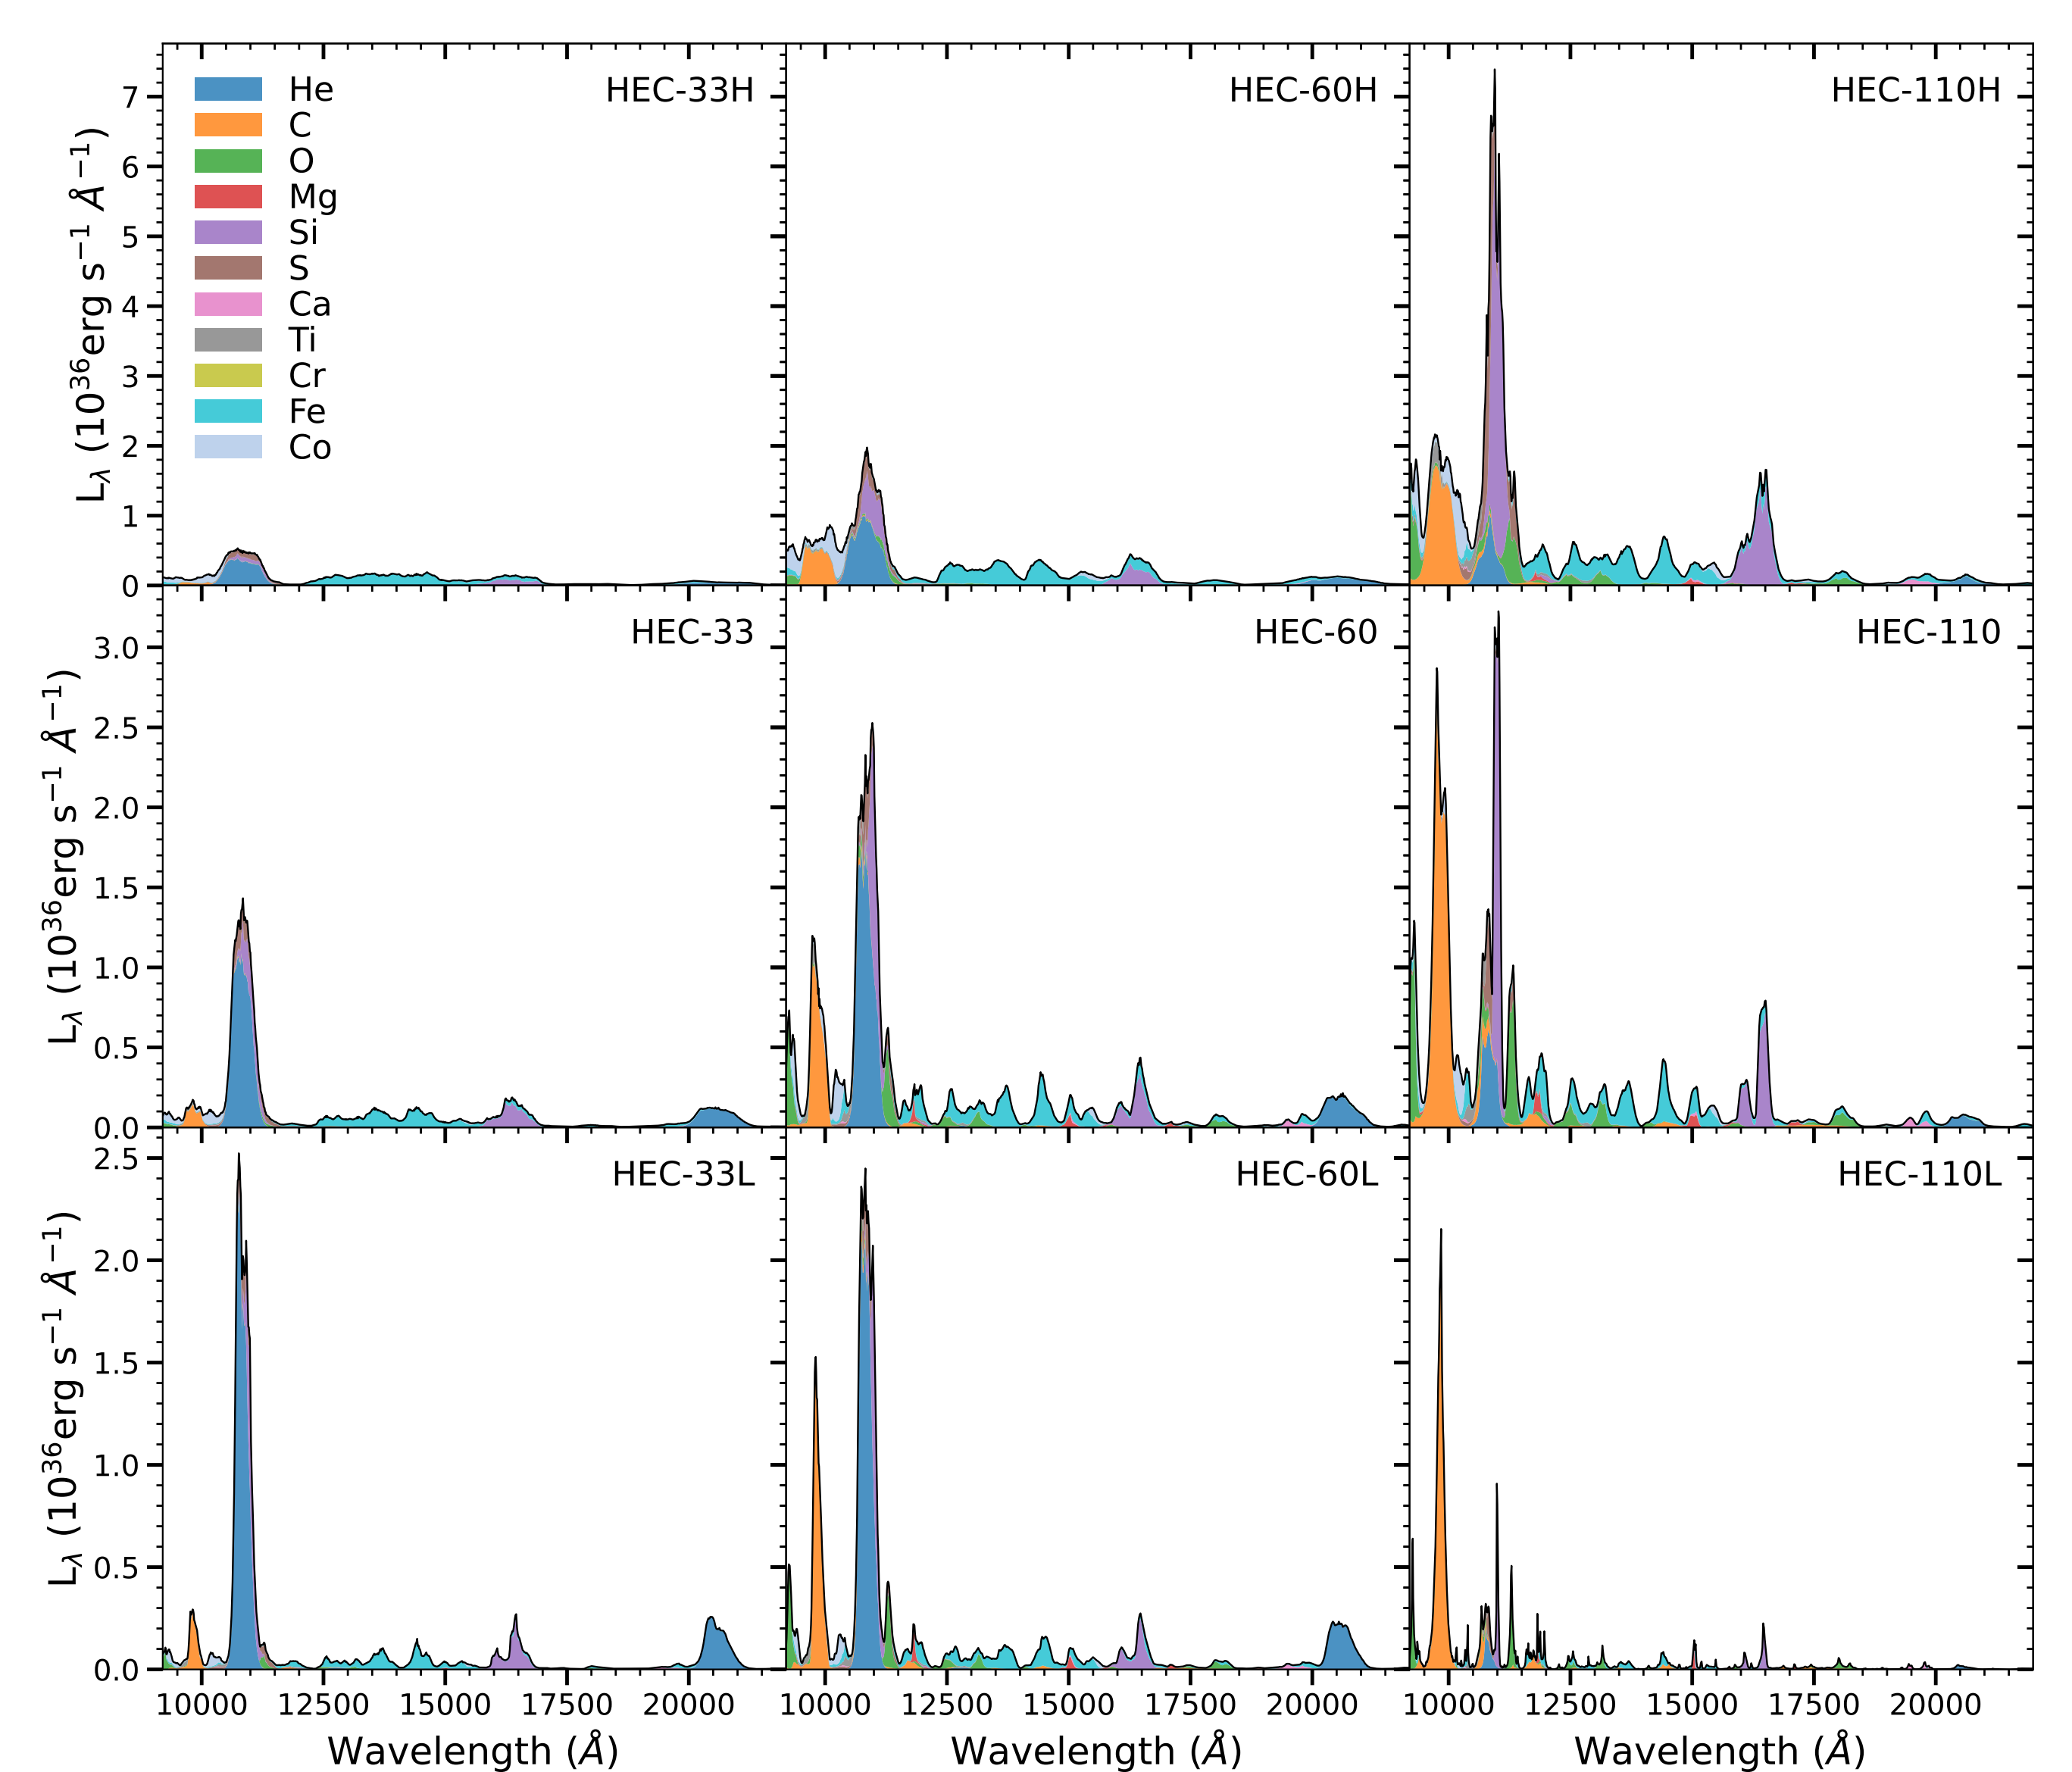 HEC-33H
HEC-60H
HEC-110H
He
C
O
Mg
Si
S
Ca
Ti
Cr
Fe
Co
7
6
5
4
3
2
1
0
L_λ (10^36 erg s^−1 Å^−1)
HEC-33
HEC-60
HEC-110
3.0
2.5
2.0
1.5
1.0
0.5
0.0
L_λ (10^36 erg s^−1 Å^−1)
HEC-33L
HEC-60L
HEC-110L
2.5
2.0
1.5
1.0
0.5
0.0
L_λ (10^36 erg s^−1 Å^−1)
10000 12500 15000 17500 20000
10000 12500 15000 17500 20000
10000 12500 15000 17500 20000
Wavelength (Å)
Wavelength (Å)
Wavelength (Å)